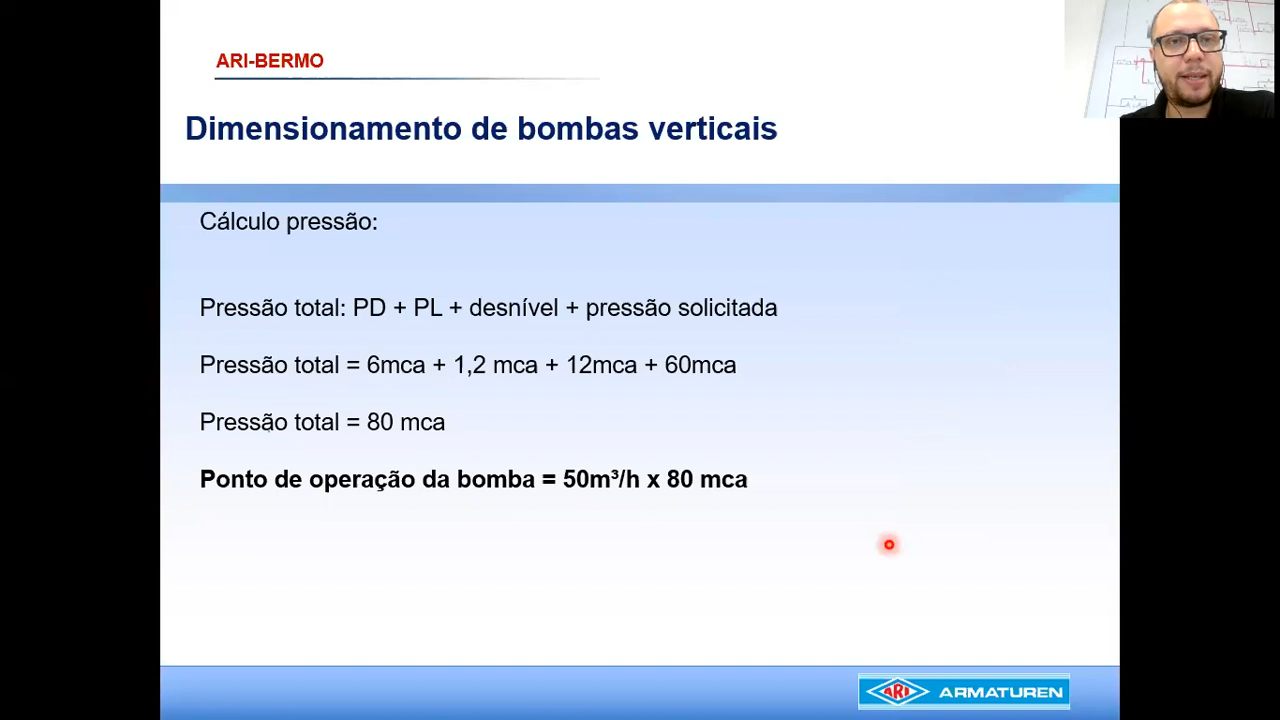 ARI-BERMO
Dimensionamento de bombas verticais
Cálculo pressão:
Pressão total: PD + PL + desnível + pressão solicitada
Pressão total = 6mca + 1,2 mca + 12mca + 60mca
Pressão total = 80 mca
Ponto de operação da bomba = 50m³/h x 80 mca
ARI ARMATUREN